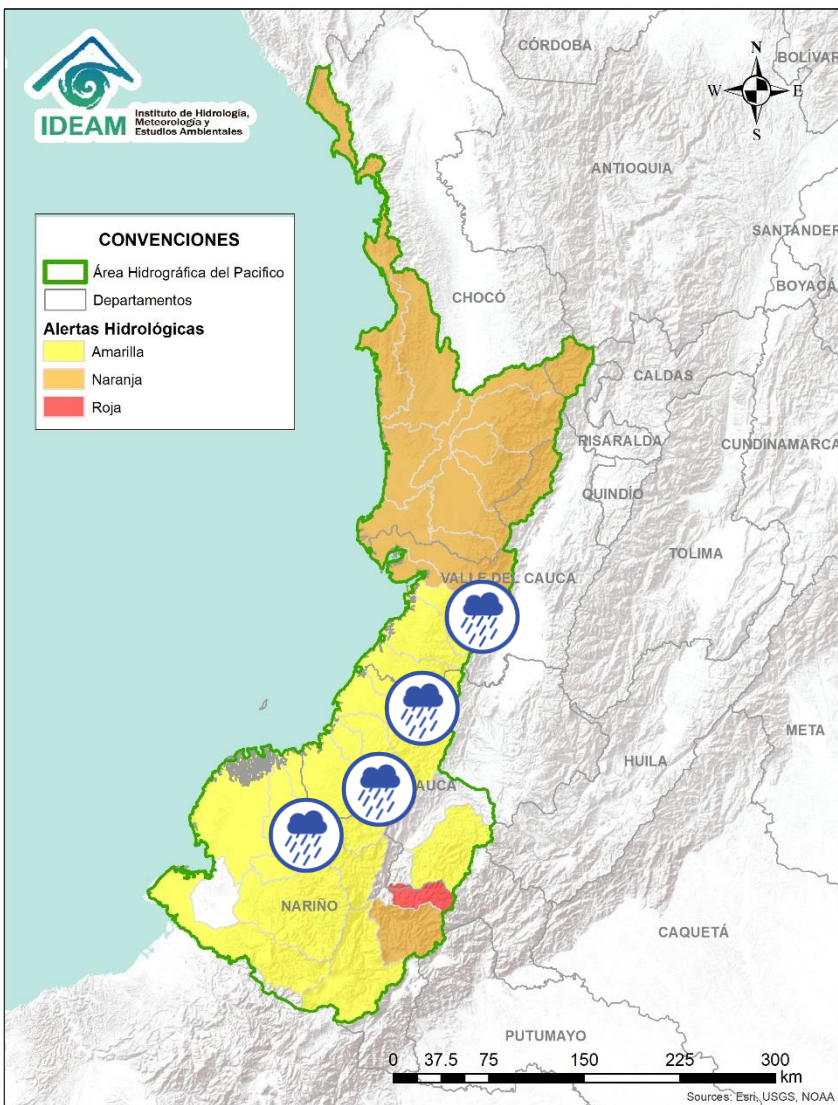 IDEAM
Instituto de Hidrología,
Meteorología y
Estudios Ambientales
N
W
E
S
CONVENCIONES
Área Hidrográfica del Pacifico
Departamentos
Alertas Hidrológicas
Amarilla
Naranja
Roja
CÓRDOBA
BOLÍVAR
ANTIOQUIA
SANTANDER
BOYACÁ
CHOCÓ
CALDAS
RISARALDA
CUNDINAMARCA
QUINDÍO
TOLIMA
VALLE DEL CAUCA
META
HUILA
AUCA
NARIÑO
CAQUETÁ
PUTUMAYO
0 37.5 75 150 225 300
km
Sources: Esri, USGS, NOAA